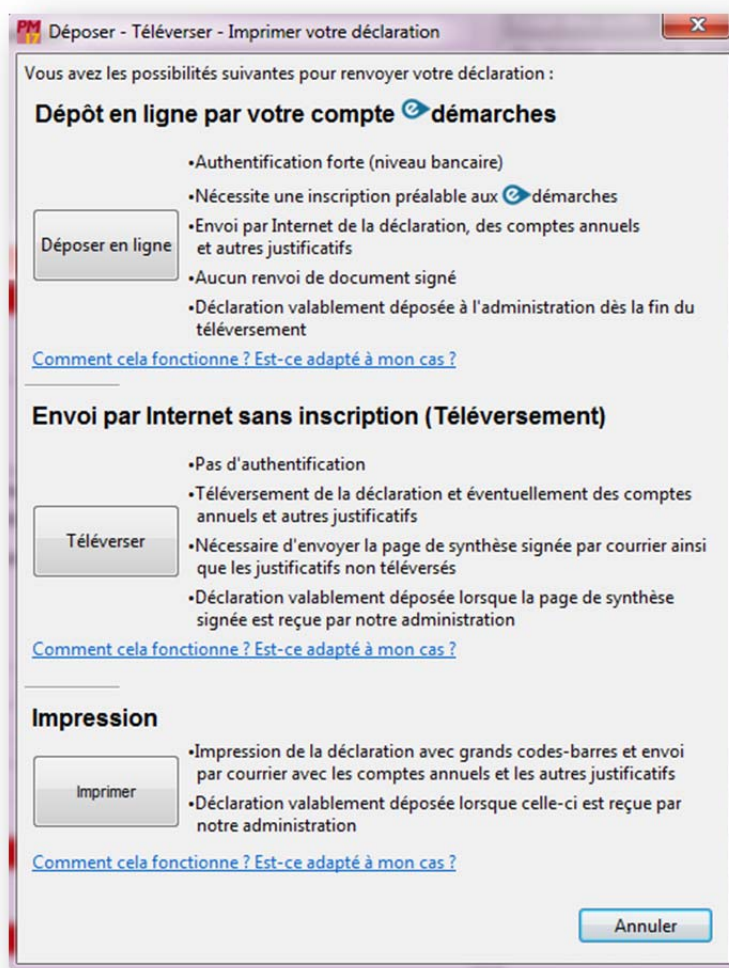 PM
17
Déposer - Téléverser - Imprimer votre déclaration
X
Vous avez les possibilités suivantes pour renvoyer votre déclaration :
Dépôt en ligne par votre compte e démarches
•Authentification forte (niveau bancaire)
•Nécessite une inscription préalable aux e démarches
Déposer en ligne
•Envoi par Internet de la déclaration, des comptes annuels
et autres justificatifs
•Aucun renvoi de document signé
•Déclaration valablement déposée à l'administration dès la fin du
téléversement
Comment cela fonctionne ? Est-ce adapté à mon cas ?
Envoi par Internet sans inscription (Téléversement)
•Pas d'authentification
•Téléversement de la déclaration et éventuellement des comptes
annuels et autres justificatifs
Téléverser
•Nécessaire d'envoyer la page de synthèse signée par courrier ainsi
que les justificatifs non téléversés
•Déclaration valablement déposée lorsque la page de synthèse
signée est reçue par notre administration
Comment cela fonctionne ? Est-ce adapté à mon cas ?
Impression
•Impression de la déclaration avec grands codes-barres et envoi
par courrier avec les comptes annuels et les autres justificatifs
Imprimer
•Déclaration valablement déposée lorsque celle-ci est reçue par
notre administration
Comment cela fonctionne ? Est-ce adapté à mon cas ?
Annuler